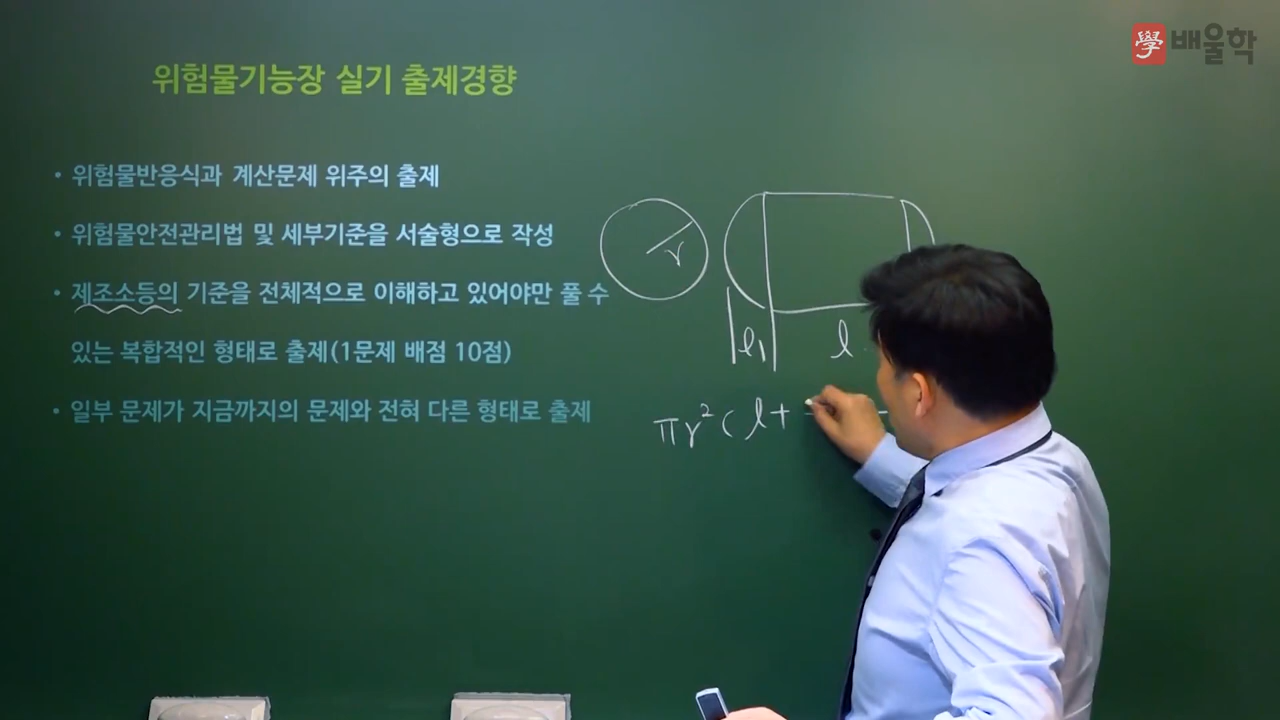 學 배울학
위험물기능장 실기 출제경향
• 위험물반응식과 계산문제 위주의 출제
• 위험물안전관리법 및 세부기준을 서술형으로 작성
• 제조소등의 기준을 전체적으로 이해하고 있어야만 풀 수
있는 복합적인 형태로 출제(1문제 배점 10점)
• 일부 문제가 지금까지의 문제와 전혀 다른 형태로 출제
r
l₁ l
πr² ( l +